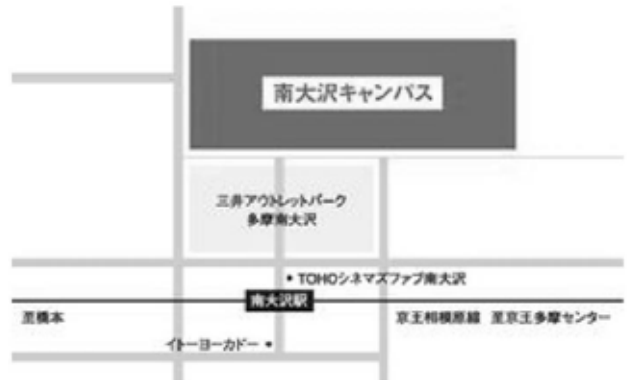 南大沢キャンパス
三井アウトレットパーク
多摩南大沢
• TOHOシネマズファブ南大沢
南大沢駅
至橋本
京王相模原線 至京王多摩センター
イトーヨーカドー •